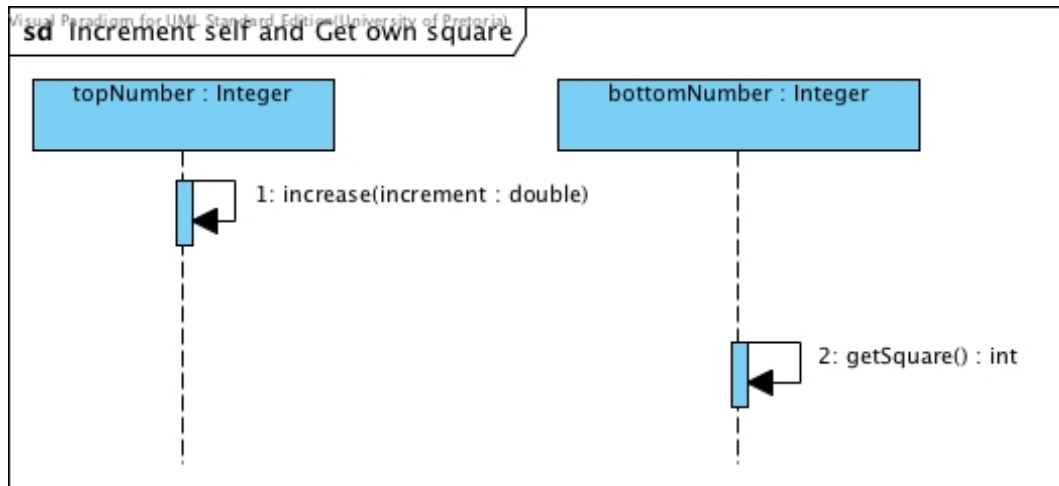 Visual Paradigm for UML Standard Edition(University of Pretoria)
sd Increment self and Get own square
topNumber : Integer
bottomNumber : Integer
1: increase(increment : double)
2: getSquare() : int